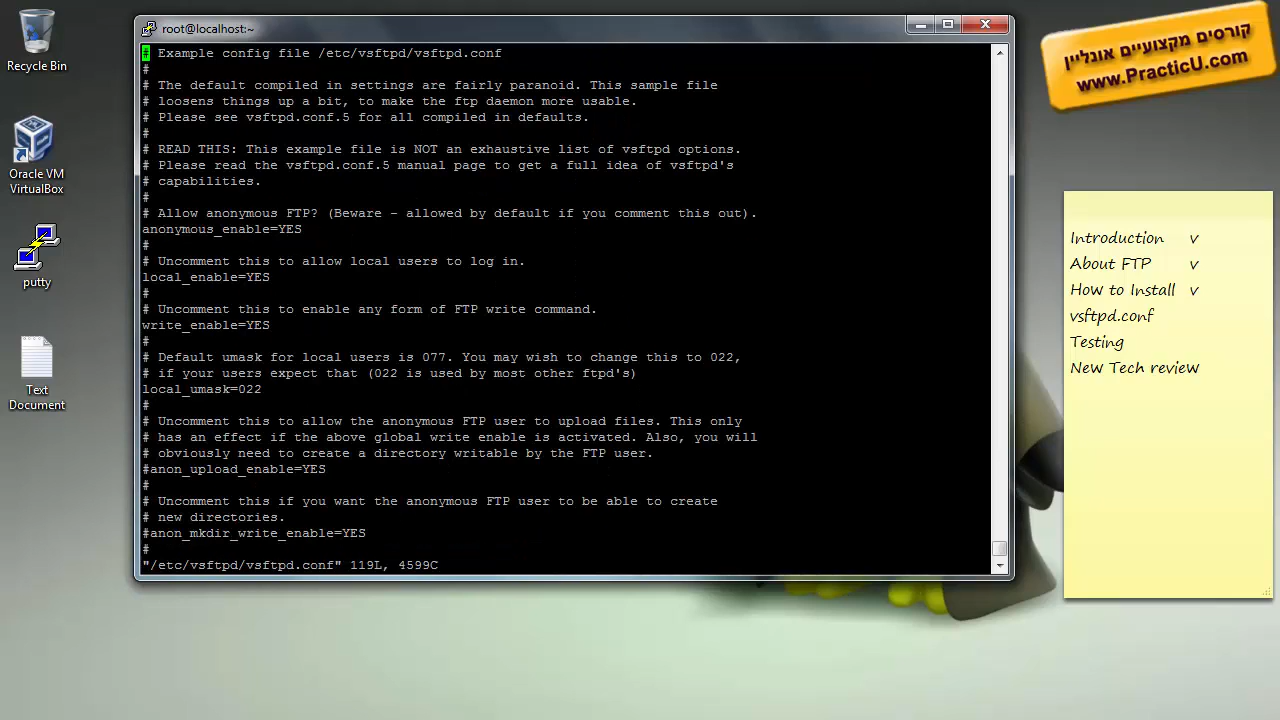 Recycle Bin
Oracle VM
VirtualBox
putty
Text
Document
root@localhost:~
# Example config file /etc/vsftpd/vsftpd.conf
#
# The default compiled in settings are fairly paranoid. This sample file
# loosens things up a bit, to make the ftp daemon more usable.
# Please see vsftpd.conf.5 for all compiled in defaults.
#
# READ THIS: This example file is NOT an exhaustive list of vsftpd options.
# Please read the vsftpd.conf.5 manual page to get a full idea of vsftpd's
# capabilities.
#
# Allow anonymous FTP? (Beware - allowed by default if you comment this out).
anonymous_enable=YES
#
# Uncomment this to allow local users to log in.
local_enable=YES
#
# Uncomment this to enable any form of FTP write command.
write_enable=YES
#
# Default umask for local users is 077. You may wish to change this to 022,
# if your users expect that (022 is used by most other ftpd's)
local_umask=022
#
# Uncomment this to allow the anonymous FTP user to upload files. This only
# has an effect if the above global write enable is activated. Also, you will
# obviously need to create a directory writable by the FTP user.
#anon_upload_enable=YES
#
# Uncomment this if you want the anonymous FTP user to be able to create
# new directories.
#anon_mkdir_write_enable=YES
#
"/etc/vsftpd/vsftpd.conf" 119L, 4599C
קורסים מקצועיים אונליין
www.PracticU.com
Introduction v
About FTP v
How to Install v
vsftpd.conf
Testing
New Tech review